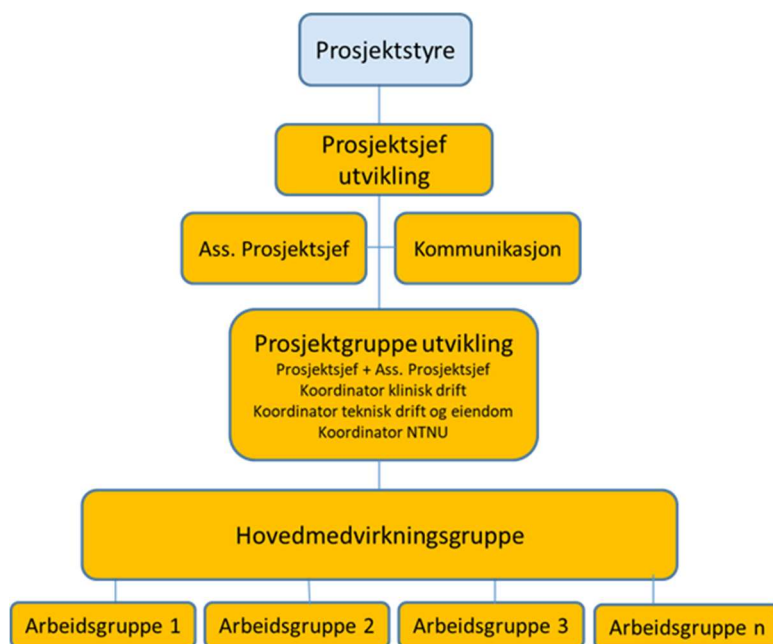 Prosjektstyre
Prosjektsjef
utvikling
Ass. Prosjektsjef
Kommunikasjon
Prosjektgruppe utvikling
Prosjektsjef + Ass. Prosjektsjef
Koordinator klinisk drift
Koordinator teknisk drift og eiendom
Koordinator NTNU
Hovedmedvirkningsgruppe
Arbeidsgruppe 1
Arbeidsgruppe 2
Arbeidsgruppe 3
Arbeidsgruppe n